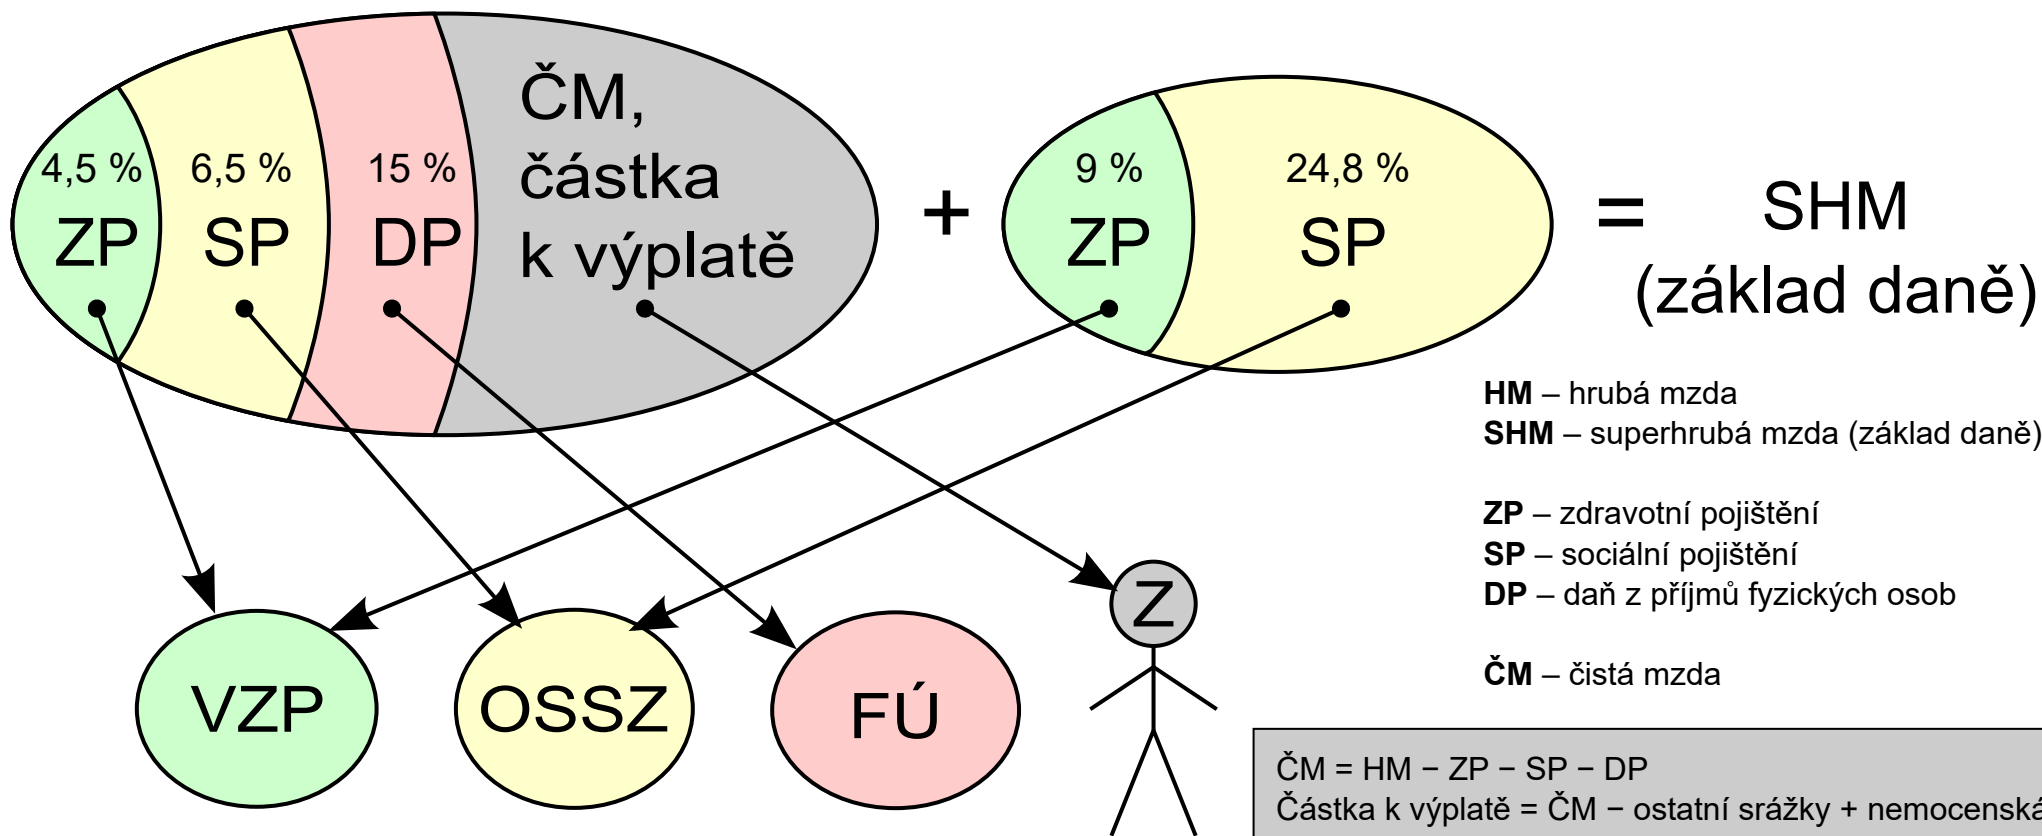 4,5 %
ZP
6,5 %
SP
15 %
DP
ČM,
částka
k výplatě
+
9 %
ZP
24,8 %
SP
=
SHM
(základ daně)
HM – hrubá mzda
SHM – superhrubá mzda (základ daně)
ZP – zdravotní pojištění
SP – sociální pojištění
DP – daň z příjmů fyzických osob
ČM – čistá mzda
VZP
OSSZ
FÚ
Z
ČM = HM − ZP − SP − DP
Částka k výplatě = ČM − ostatní srážky + nemocenská